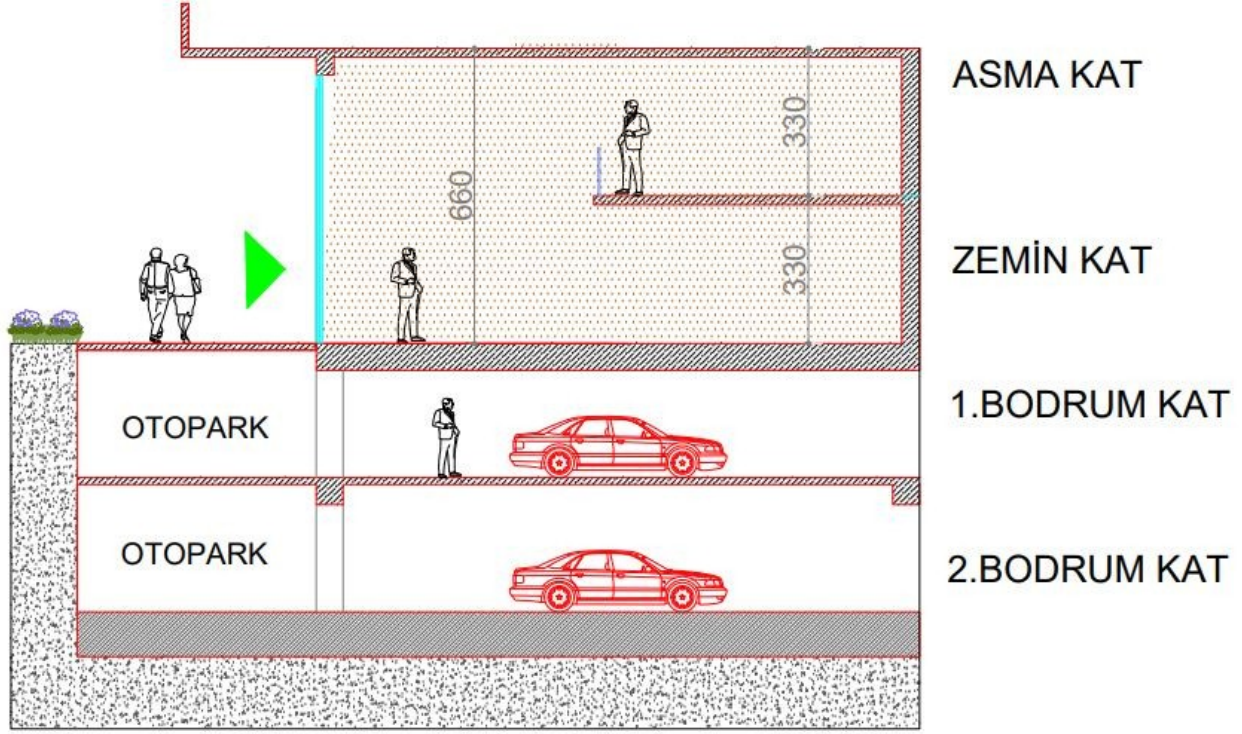 ASMA KAT
330
660
ZEMİN KAT
330
1.BODRUM KAT
OTOPARK
OTOPARK
2.BODRUM KAT